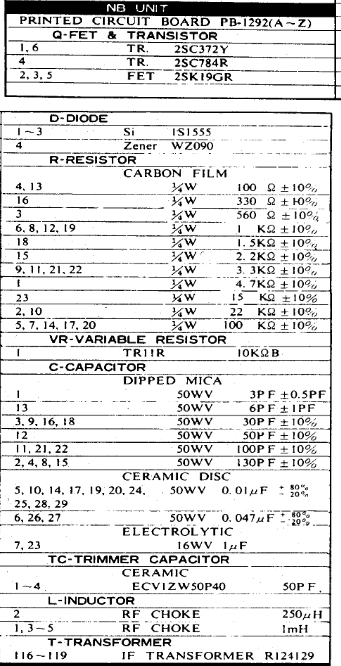 NB UNIT
PRINTED CIRCUIT BOARD PB-1292(A~Z)
Q-FET & TRANSISTOR
1, 6 TR. 2SC372Y
4 TR. 2SC784R
2, 3, 5 FET 2SK19GR
D-DIODE
1~3 Si 1S1555
4 Zener WZ090
R-RESISTOR
CARBON FILM
4, 13 ¼W 100 Ω ±10%
16 ¼W 330 Ω ±10%
3 ¼W 560 Ω ±10%
6, 8, 12, 19 ¼W 1 KΩ ±10%
18 ¼W 1.5KΩ ±10%
15 ¼W 2.2KΩ ±10%
9, 11, 21, 22 ¼W 3.3KΩ ±10%
1 ¼W 4.7KΩ ±10%
23 ¼W 15 KΩ ±10%
2, 10 ¼W 22 KΩ ±10%
5, 7, 14, 17, 20 ¼W 100 KΩ ±10%
VR-VARIABLE RESISTOR
1 TR11R 10KΩB
C-CAPACITOR
DIPPED MICA
1 50WV 3PF ±0.5PF
13 50WV 6PF ±1PF
3, 9, 16, 18 50WV 30PF ±10%
12 50WV 50PF ±10%
11, 21, 22 50WV 100PF ±10%
2, 4, 8, 15 50WV 130PF ±10%
CERAMIC DISC
5, 10, 14, 17, 19, 20, 24, 50WV 0.01μF +80% -20%
25, 28, 29
6, 26, 27 50WV 0.047μF +80% -20%
ELECTROLYTIC
7, 23 16WV 1μF
TC-TRIMMER CAPACITOR
CERAMIC
1~4 ECV1ZW50P40 50PF
L-INDUCTOR
2 RF CHOKE 250μH
1, 3~5 RF CHOKE 1mH
T-TRANSFORMER
116~119 IF TRANSFORMER R124129